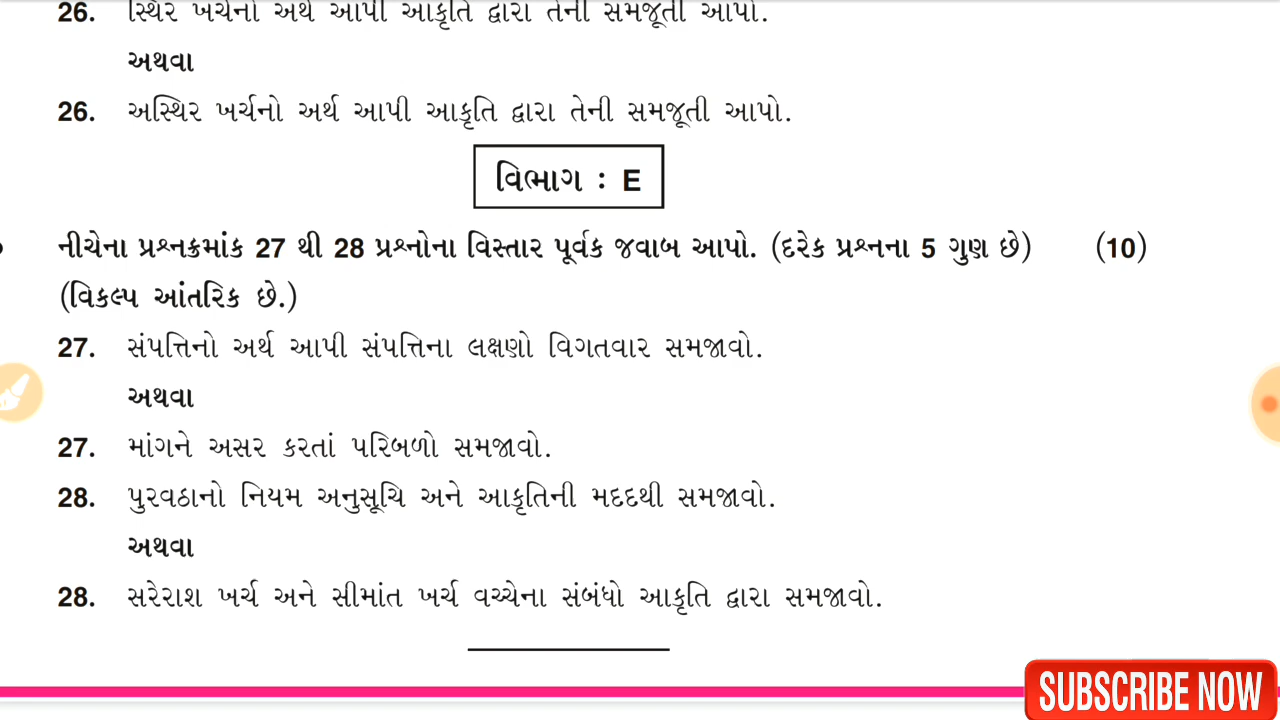 26. સ્થિર ખર્ચનો અર્થ આપી આકૃતિ દ્વારા તેની સમજૂતી આપો.
અથવા
26. અસ્થિર ખર્ચનો અર્થ આપી આકૃતિ દ્વારા તેની સમજૂતી આપો.
વિભાગ : E
નીચેના પ્રશ્નક્રમાંક 27 થી 28 પ્રશ્નોના વિસ્તાર પૂર્વક જવાબ આપો. (દરેક પ્રશ્નના 5 ગુણ છે) (10)
(વિકલ્પ આંતરિક છે.)
27. સંપત્તિનો અર્થ આપી સંપત્તિના લક્ષણો વિગતવાર સમજાવો.
અથવા
27. માંગને અસર કરતાં પરિબળો સમજાવો.
28. પુરવઠાનો નિયમ અનુસૂચિ અને આકૃતિની મદદથી સમજાવો.
અથવા
28. સરેરાશ ખર્ચ અને સીમાંત ખર્ચ વચ્ચેના સંબંધો આકૃતિ દ્વારા સમજાવો.
SUBSCRIBE NOW